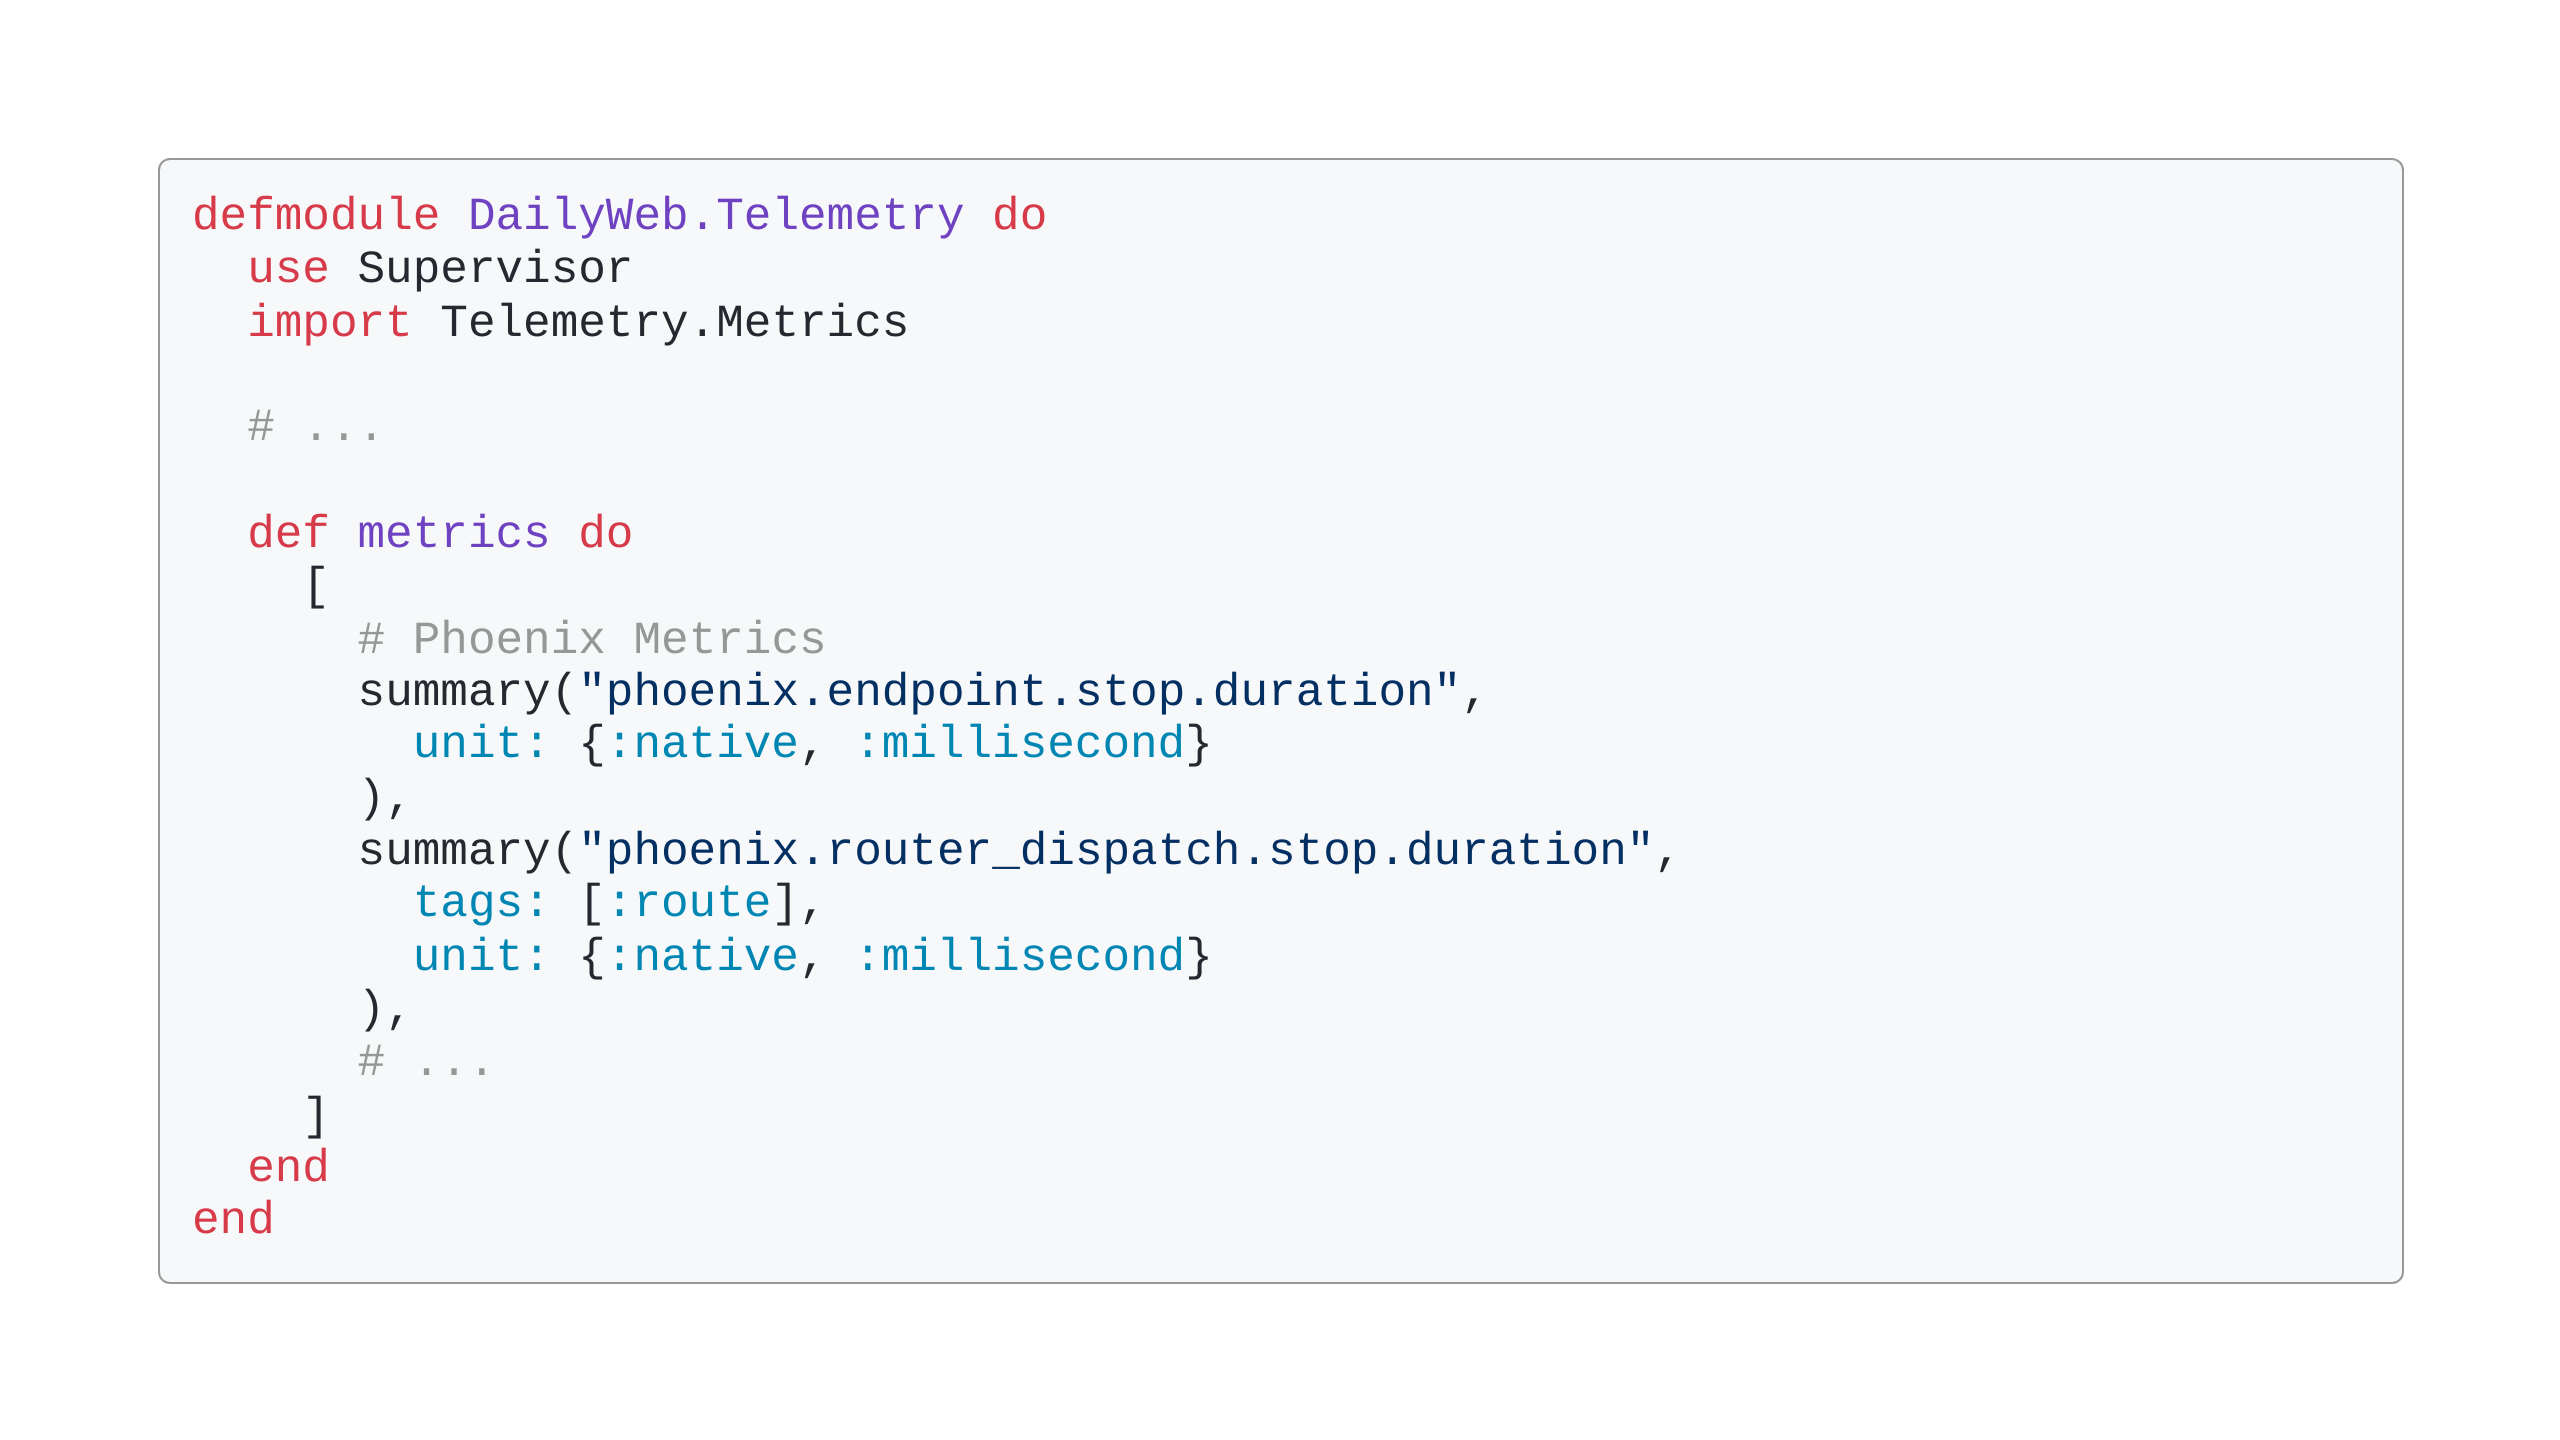 defmodule DailyWeb.Telemetry do
  use Supervisor
  import Telemetry.Metrics

  # ...

  def metrics do
    [
      # Phoenix Metrics
      summary("phoenix.endpoint.stop.duration",
        unit: {:native, :millisecond}
      ),
      summary("phoenix.router_dispatch.stop.duration",
        tags: [:route],
        unit: {:native, :millisecond}
      ),
      # ...
    ]
  end
end